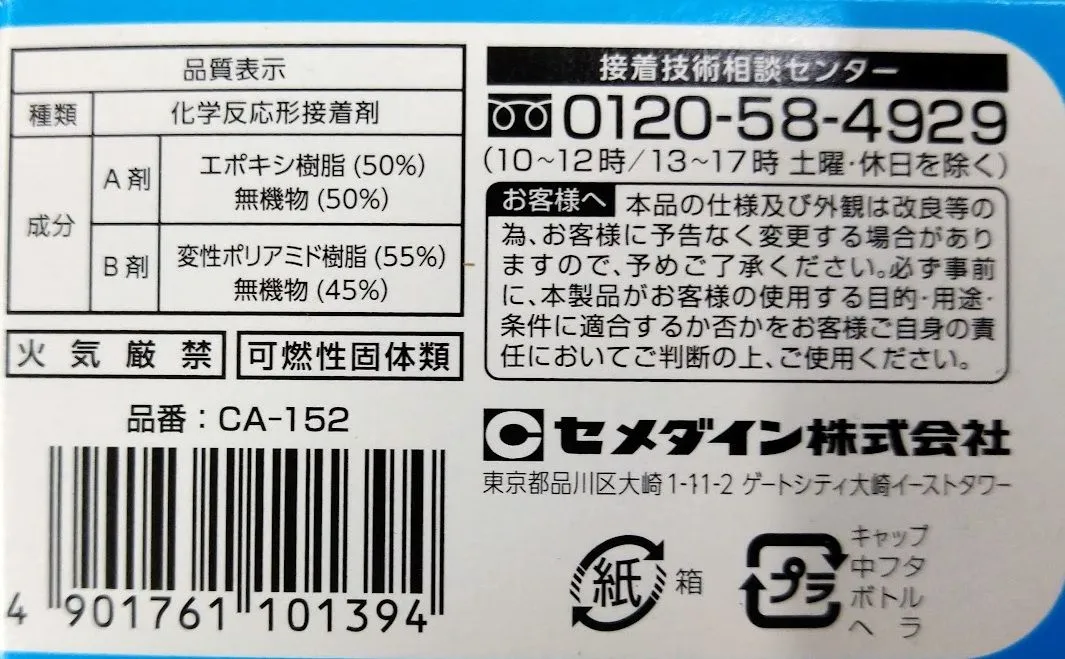 品質表示
種類 化学反応形接着剤
成分
A剤 エポキシ樹脂 (50%)
無機物 (50%)
B剤 変性ポリアミド樹脂 (55%)
無機物 (45%)
火気厳禁 可燃性固体類
品番：CA-152
4 901761 101394
接着技術相談センター
0120-58-4929
(10～12時/13～17時 土曜・休日を除く)
お客様へ 本品の仕様及び外観は改良等の
為、お客様に予告なく変更する場合があり
ますので、予めご了承ください。必ず事前
に、本製品がお客様の使用する目的・用途・
条件に適合するか否かをお客様ご自身の責
任においてご判断の上、ご使用ください。
セメダイン株式会社
東京都品川区大崎1-11-2 ゲートシティ大崎イーストタワー
紙 箱
プラ
キャップ
中フタ
ボトル
ヘラ